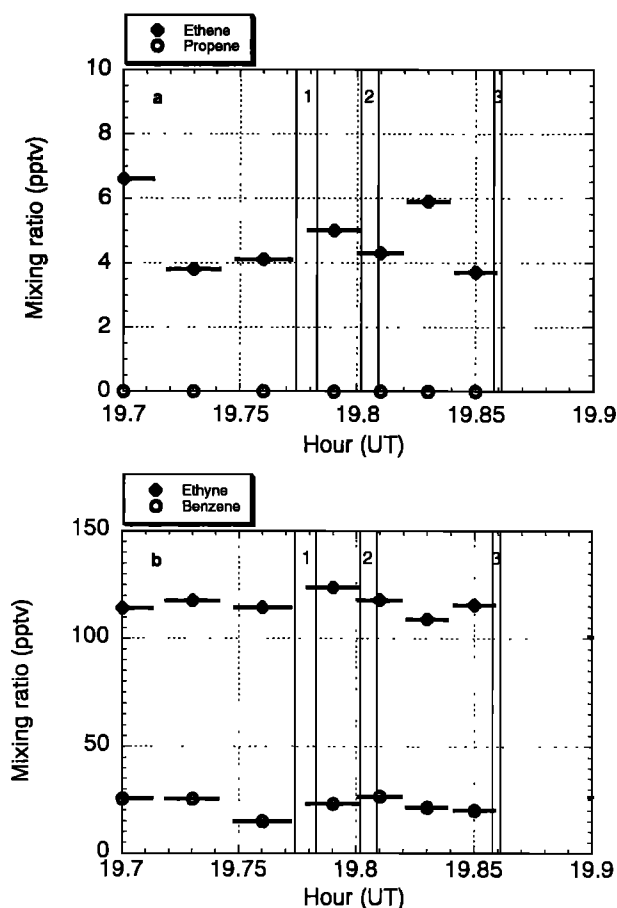 Ethene
Propene
10
a
1
2
3
8
6
4
2
0
Mixing ratio (pptv)
19.7
19.75
19.8
19.85
19.9
Hour (UT)
Ethyne
Benzene
150
b
1
2
3
100
50
0
Mixing ratio (pptv)
19.7
19.75
19.8
19.85
19.9
Hour (UT)